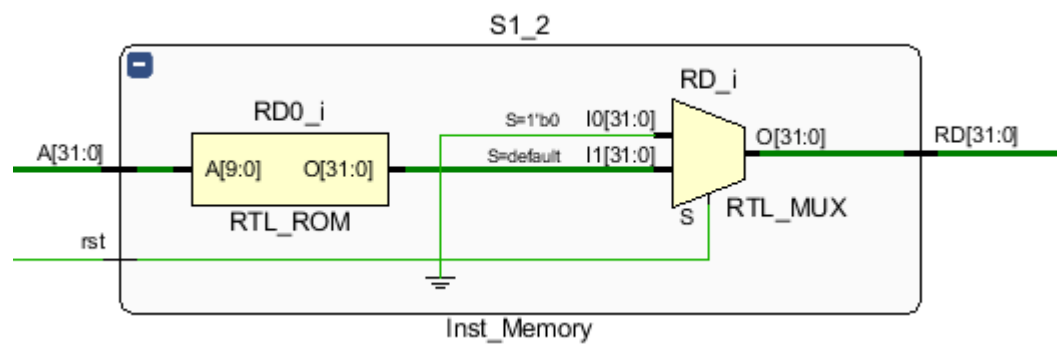 S1_2
RD_i
RD0_i
S=1'b0 I0[31:0]
A[31:0] A[9:0] O[31:0] S=default I1[31:0] O[31:0] RD[31:0]
RTL_ROM
S RTL_MUX
rst
Inst_Memory